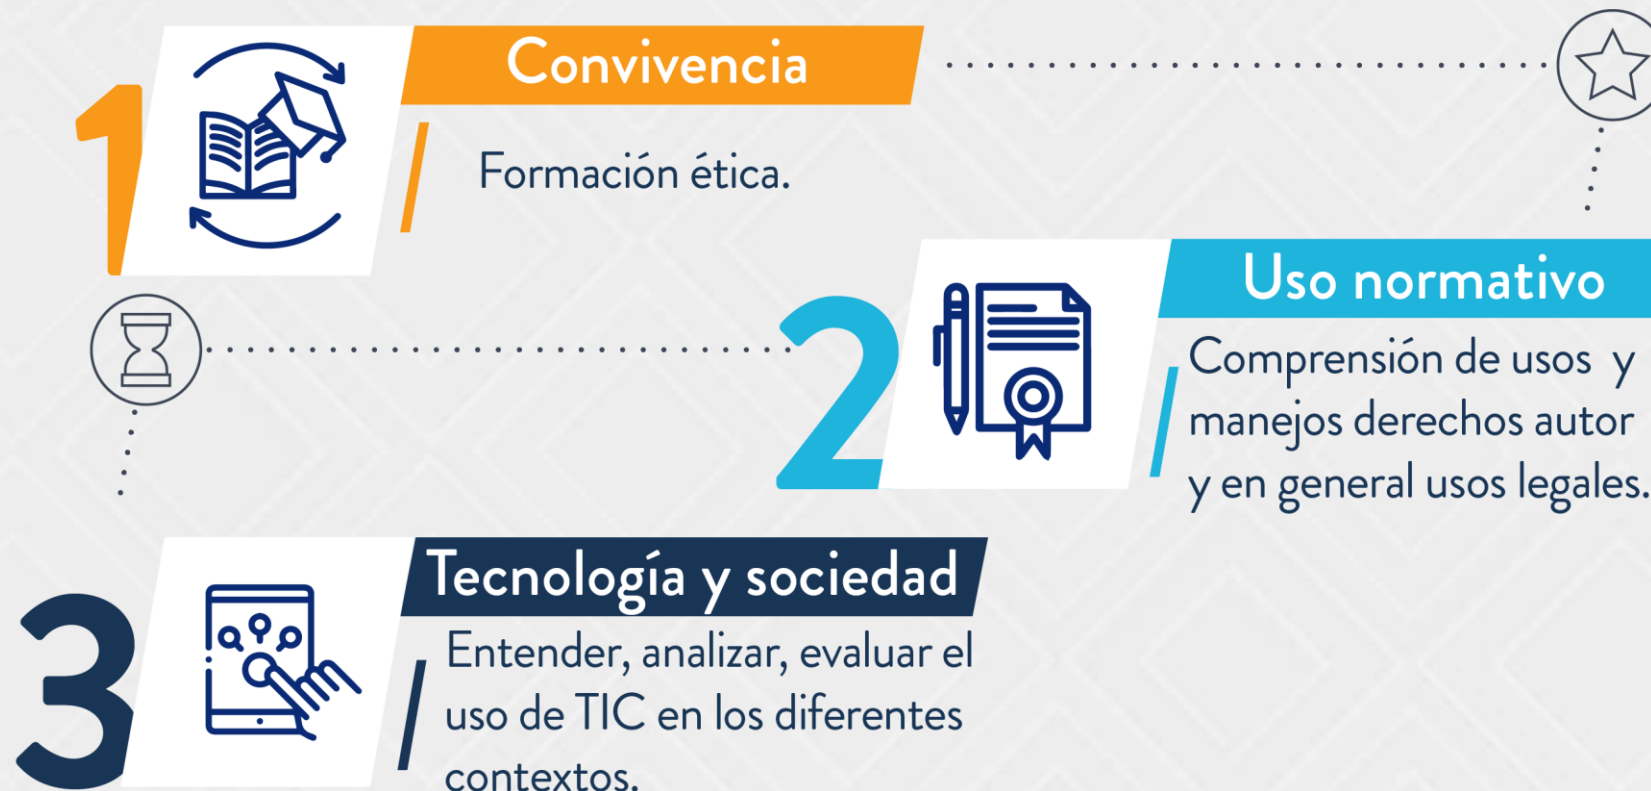 1
Convivencia
Formación ética.
2
Uso normativo
Comprensión de usos y
manejos derechos autor
y en general usos legales.
3
Tecnología y sociedad
Entender, analizar, evaluar el
uso de TIC en los diferentes
contextos.